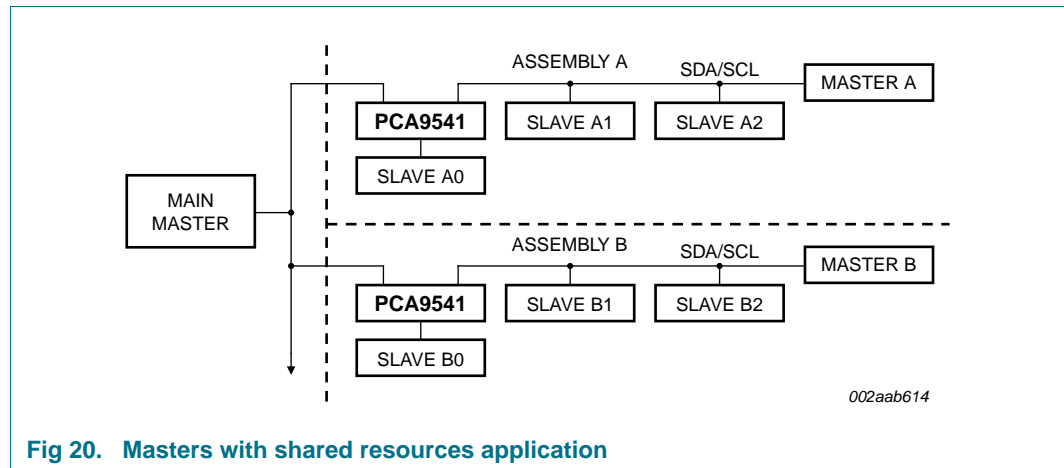 ASSEMBLY A
SDA/SCL
MASTER A
PCA9541
SLAVE A1
SLAVE A2
SLAVE A0
MAIN
MASTER
ASSEMBLY B
SDA/SCL
MASTER B
PCA9541
SLAVE B1
SLAVE B2
SLAVE B0
002aab614
Fig 20. Masters with shared resources application